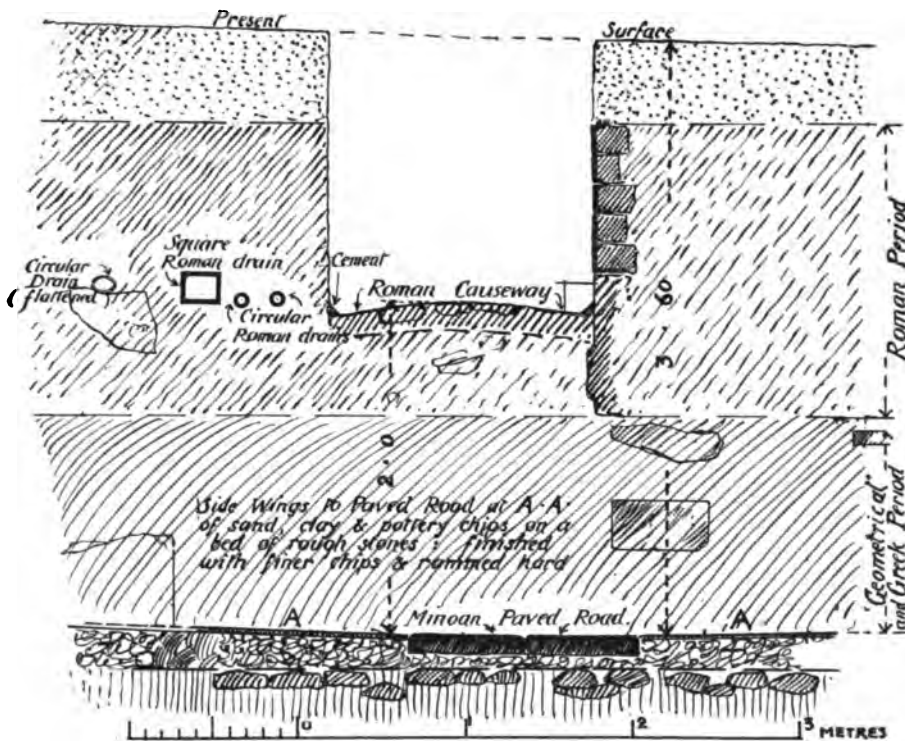 Present
Surface
Square
Roman drain
Circular
Drain
flattened
Cement
Roman Causeway
Circular
Roman drains
3 · 60
Roman Period
2·0
Side Wings to Paved Road at A·A·
of sand, clay & pottery chips on a
bed of rough stones : finished
with finer chips & rammed hard
"Geometrical"
and Greek Period
A
Minoan Paved Road.
A
0
1
2
3
METRES